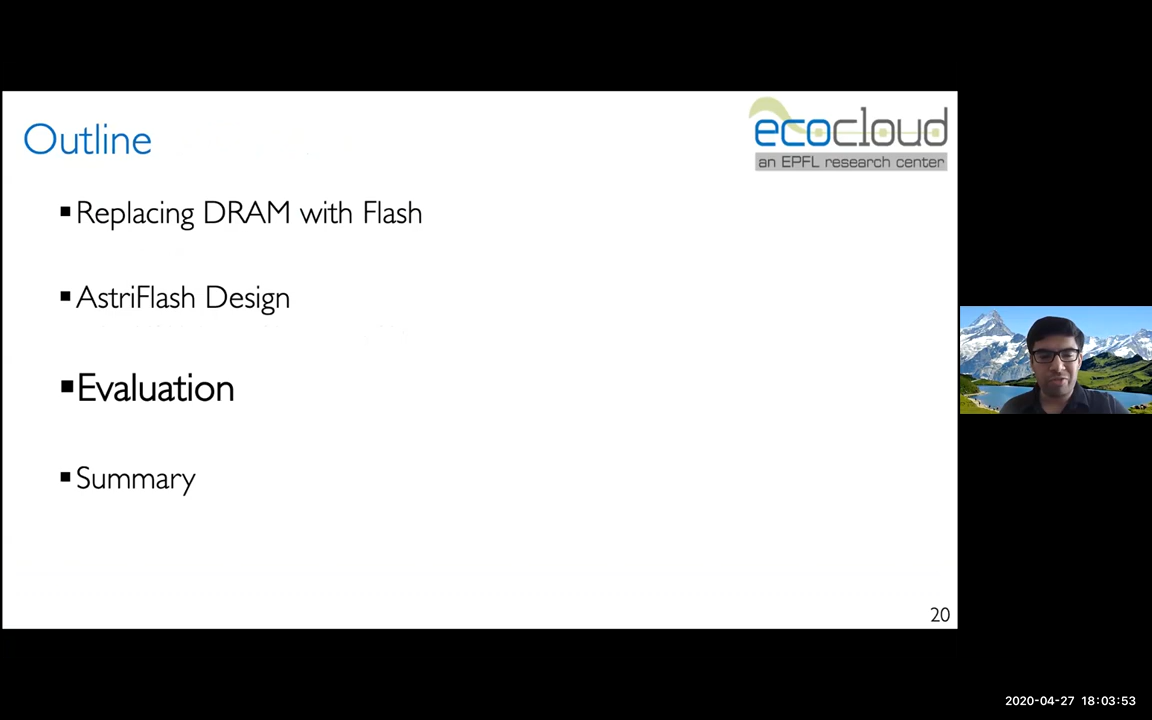 Outline
ecocloud
an EPFL research center
▪Replacing DRAM with Flash
▪AstriFlash Design
▪Evaluation
▪Summary
20
2020-04-27 18:03:53